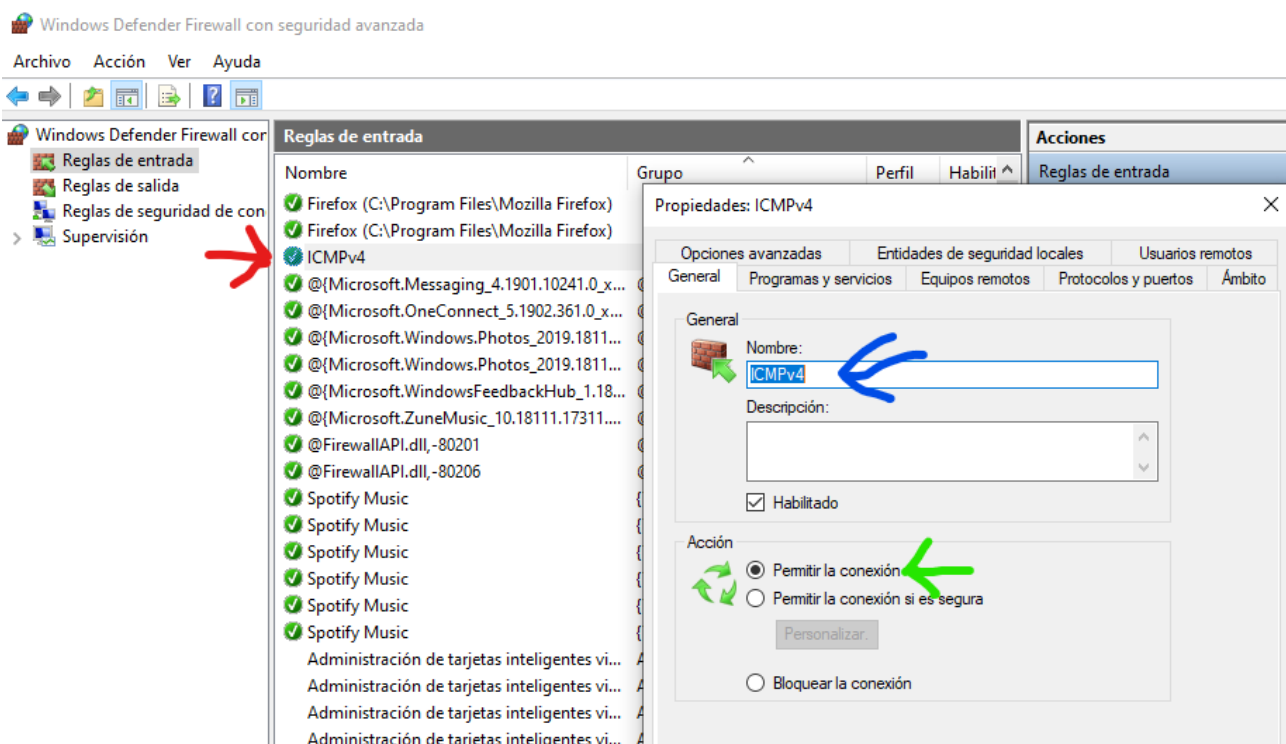 Windows Defender Firewall con seguridad avanzada
Archivo Acción Ver Ayuda
Windows Defender Firewall con
Reglas de entrada
Reglas de salida
Reglas de seguridad de con
Supervisión
Reglas de entrada
Nombre Grupo Perfil Habilit
Firefox (C:\Program Files\Mozilla Firefox)
Firefox (C:\Program Files\Mozilla Firefox)
ICMPv4
@{Microsoft.Messaging_4.1901.10241.0_x...
@{Microsoft.OneConnect_5.1902.361.0_x...
@{Microsoft.Windows.Photos_2019.1811...
@{Microsoft.Windows.Photos_2019.1811...
@{Microsoft.WindowsFeedbackHub_1.18...
@{Microsoft.ZuneMusic_10.18111.17311....
@FirewallAPI.dll,-80201
@FirewallAPI.dll,-80206
Spotify Music
Spotify Music
Spotify Music
Spotify Music
Spotify Music
Spotify Music
Administración de tarjetas inteligentes vi...
Administración de tarjetas inteligentes vi...
Administración de tarjetas inteligentes vi...
Administración de tarjetas inteligentes vi...
Acciones
Reglas de entrada
Propiedades: ICMPv4
Opciones avanzadas Entidades de seguridad locales Usuarios remotos
General Programas y servicios Equipos remotos Protocolos y puertos Ámbito
General
Nombre:
ICMPv4
Descripción:
Habilitado
Acción
Permitir la conexión
Permitir la conexión si es segura
Personalizar.
Bloquear la conexión